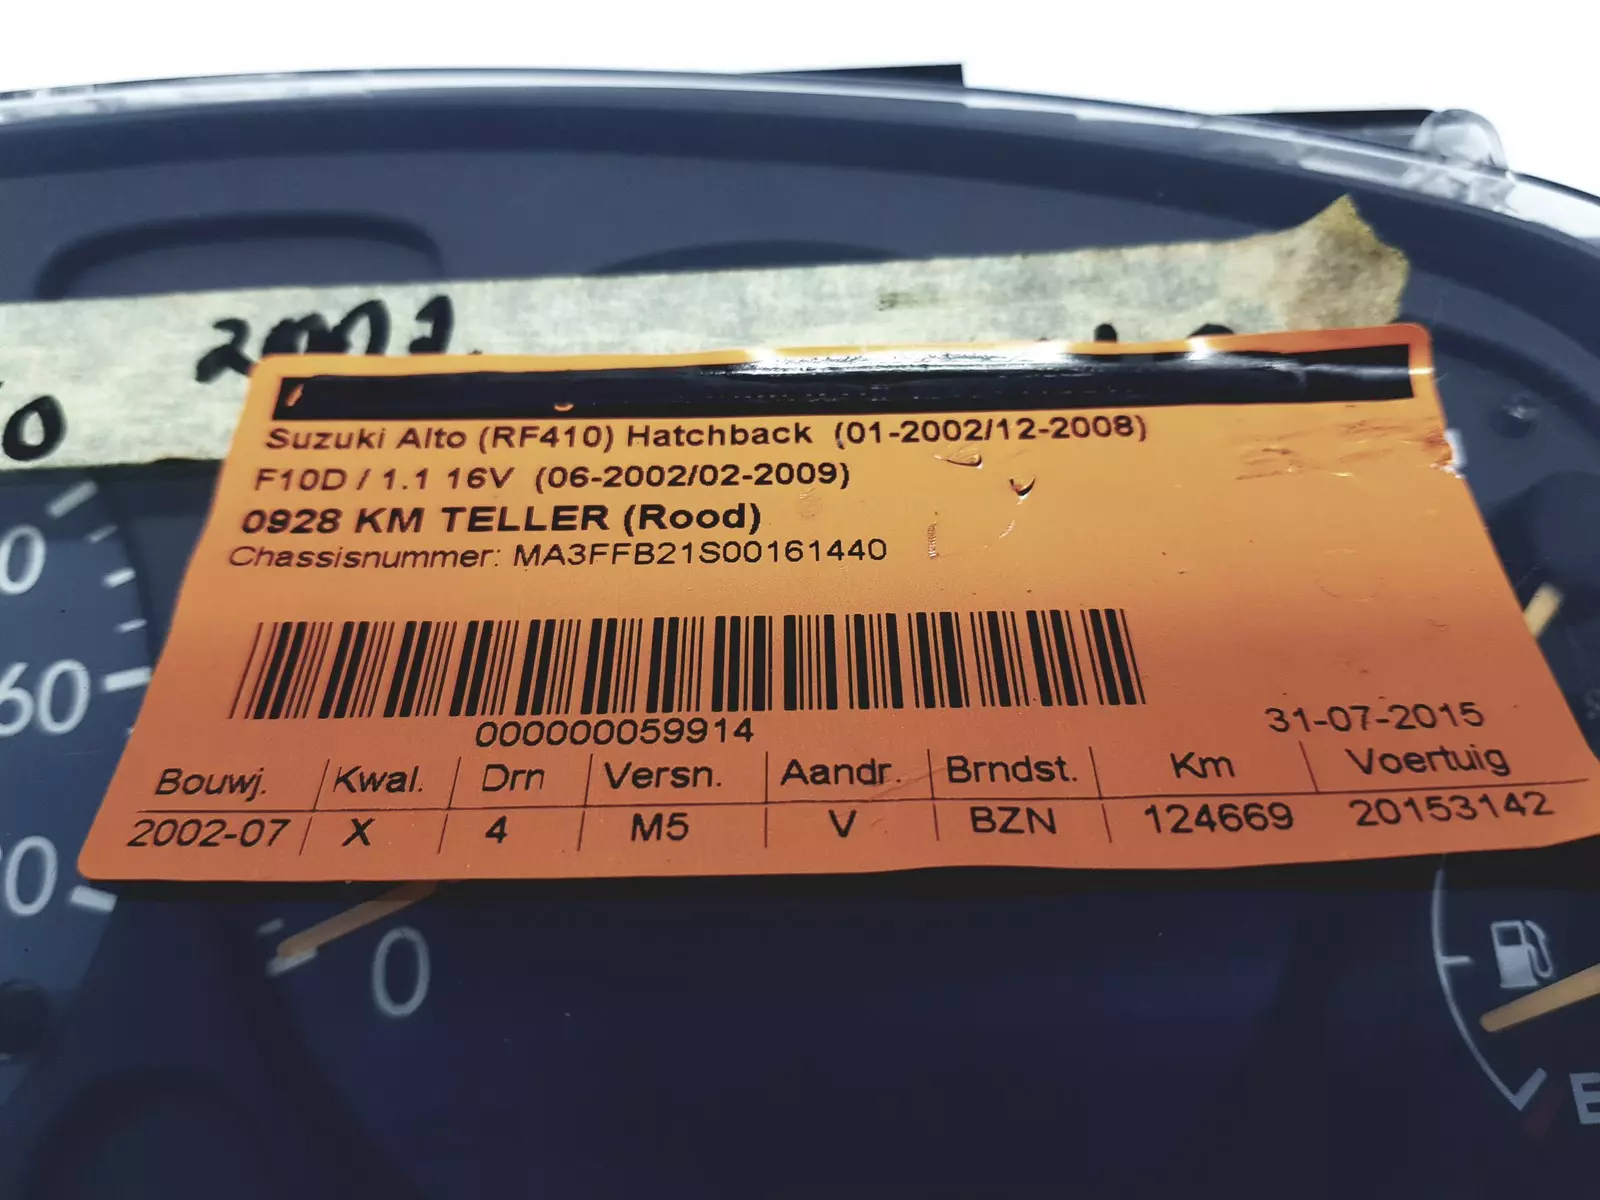 2002
0
Suzuki Alto (RF410) Hatchback (01-2002/12-2008)
F10D / 1.1 16V (06-2002/02-2009)
0928 KM TELLER (Rood)
Chassisnummer: MA3FFB21S00161440
000000059914
31-07-2015
Bouwj. Kwal. Drn Versn. Aandr. Brndst. Km Voertuig
2002-07 X 4 M5 V BZN 124669 20153142
60
0
E